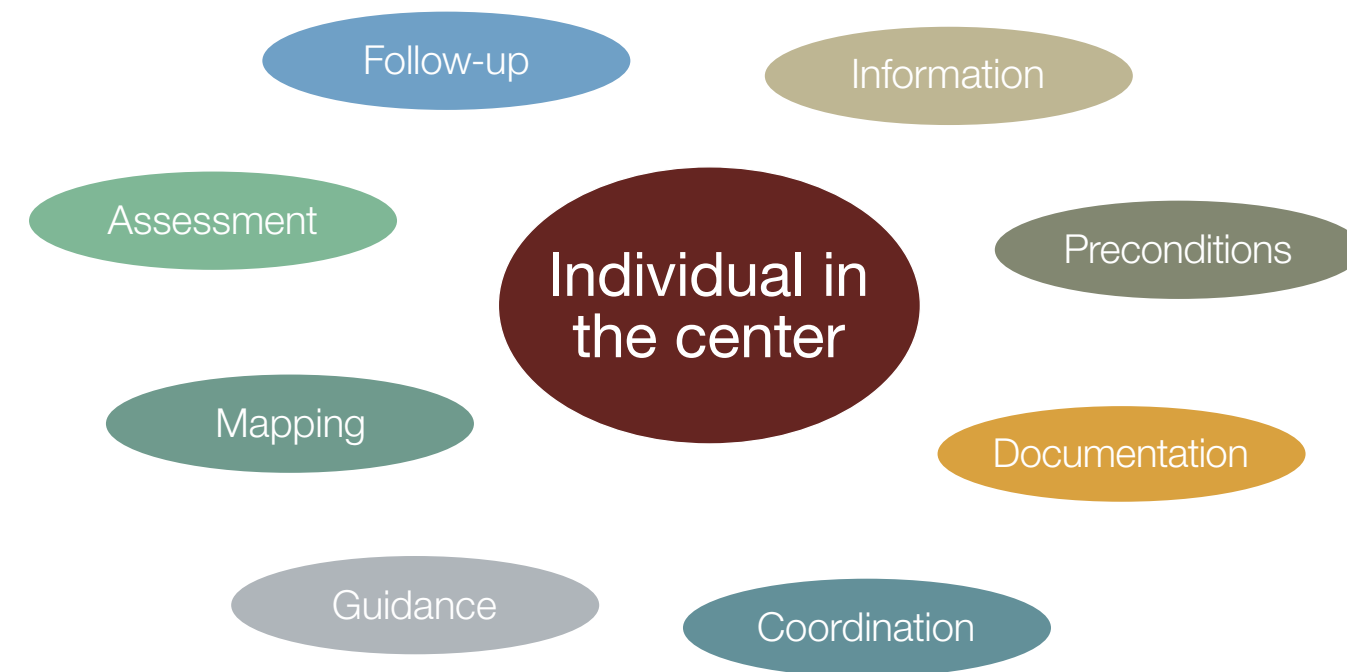 Follow-up
Information
Assessment
Preconditions
Individual in
the center
Mapping
Documentation
Guidance
Coordination